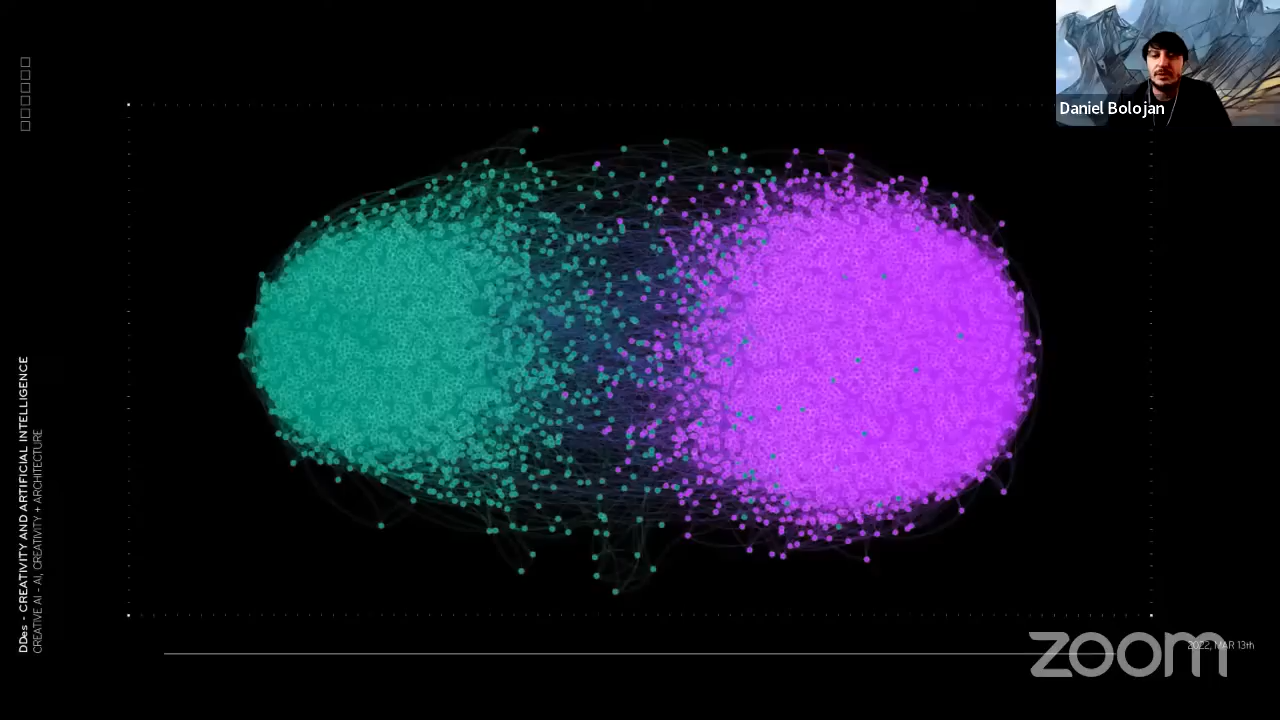 Daniel Bolojan
DDes - CREATIVITY AND ARTIFICIAL INTELLIGENCE
CREATIVE AI - AI, CREATIVITY + ARCHITECTURE
2022, MAR 13th
zoom